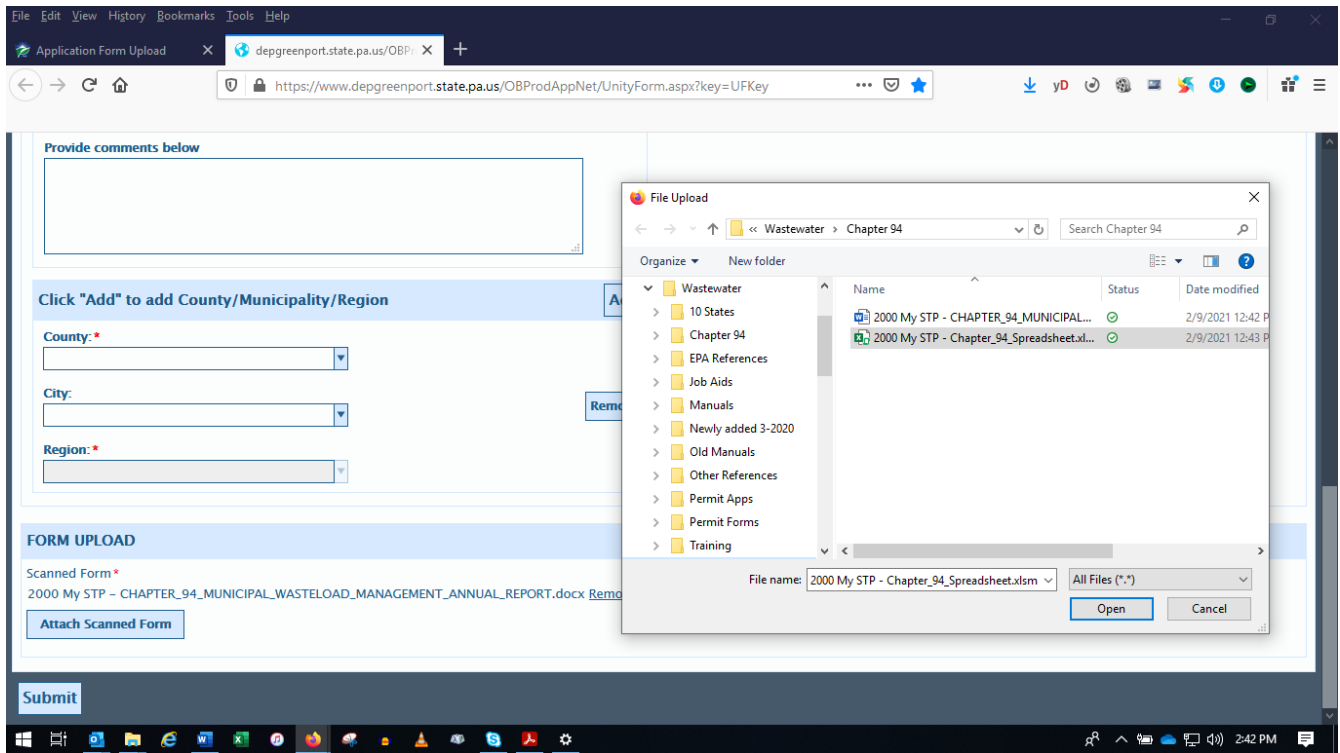 File Edit View History Bookmarks Tools Help
Application Form Upload
depgreenport.state.pa.us/OBPr
https://www.depgreenport.state.pa.us/OBProdAppNet/UnityForm.aspx?key=UFKey
yD
Provide comments below
Click "Add" to add County/Municipality/Region
County:*
City:
Remo
Region:*
FORM UPLOAD
Scanned Form*
2000 My STP – CHAPTER_94_MUNICIPAL_WASTELOAD_MANAGEMENT_ANNUAL_REPORT.docx Remo
Attach Scanned Form
Submit
File Upload
« Wastewater › Chapter 94
Search Chapter 94
Organize
New folder
Wastewater
10 States
Chapter 94
EPA References
Job Aids
Manuals
Newly added 3-2020
Old Manuals
Other References
Permit Apps
Permit Forms
Training
Name Status Date modified
2000 My STP - CHAPTER_94_MUNICIPAL... 2/9/2021 12:42 P
2000 My STP - Chapter_94_Spreadsheet.xl... 2/9/2021 12:43 P
File name: 2000 My STP - Chapter_94_Spreadsheet.xlsm All Files (*.*)
Open Cancel
2:42 PM